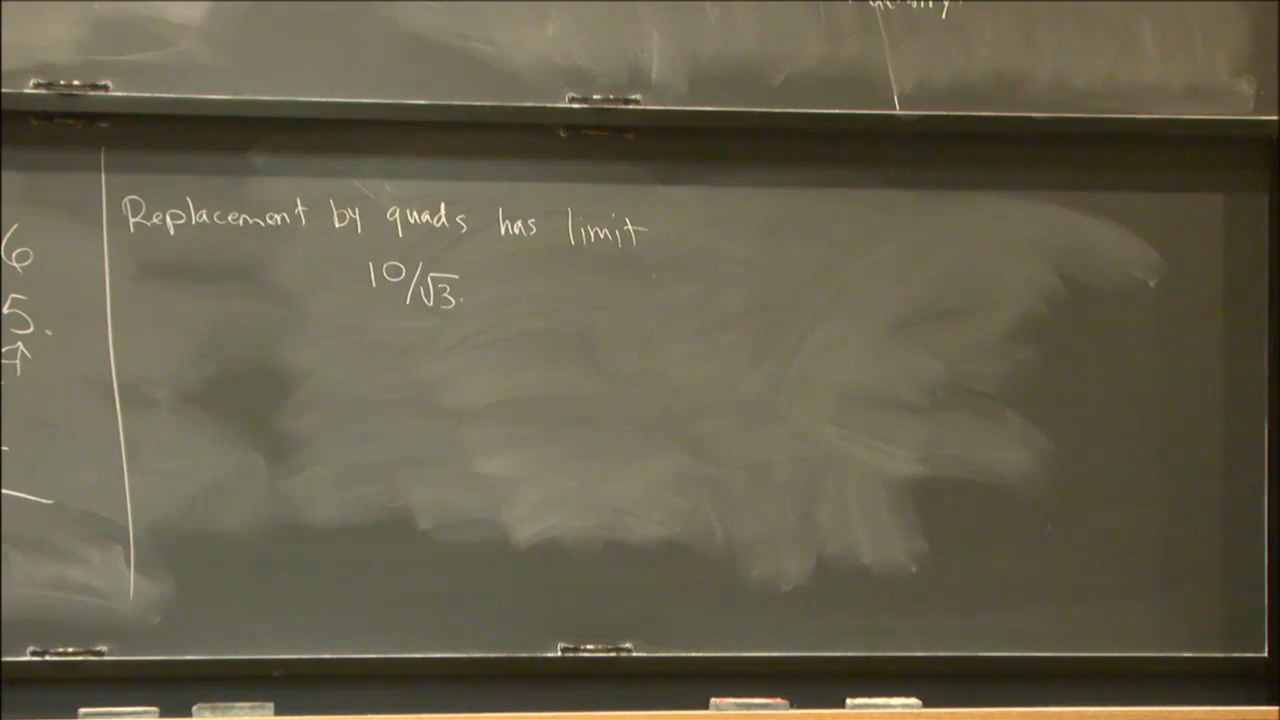 6
5.
Replacement by quads has limit
10/√3.